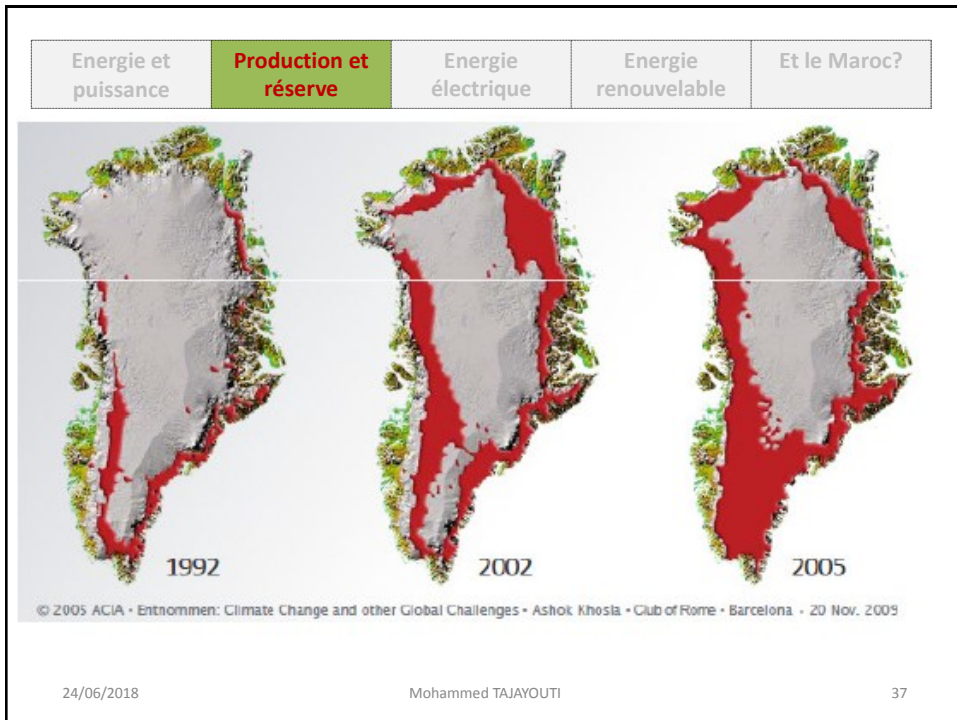 Energie et puissance
Production et réserve
Energie électrique
Energie renouvelable
Et le Maroc?
1992
2002
2005
© 2005 ACIA • Entnommen: Climate Change and other Global Challenges • Ashok Khosla • Club of Rome • Barcelona • 20 Nov. 2009
24/06/2018
Mohammed TAJAYOUTI
37